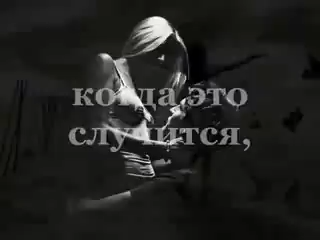 когда это
случится,